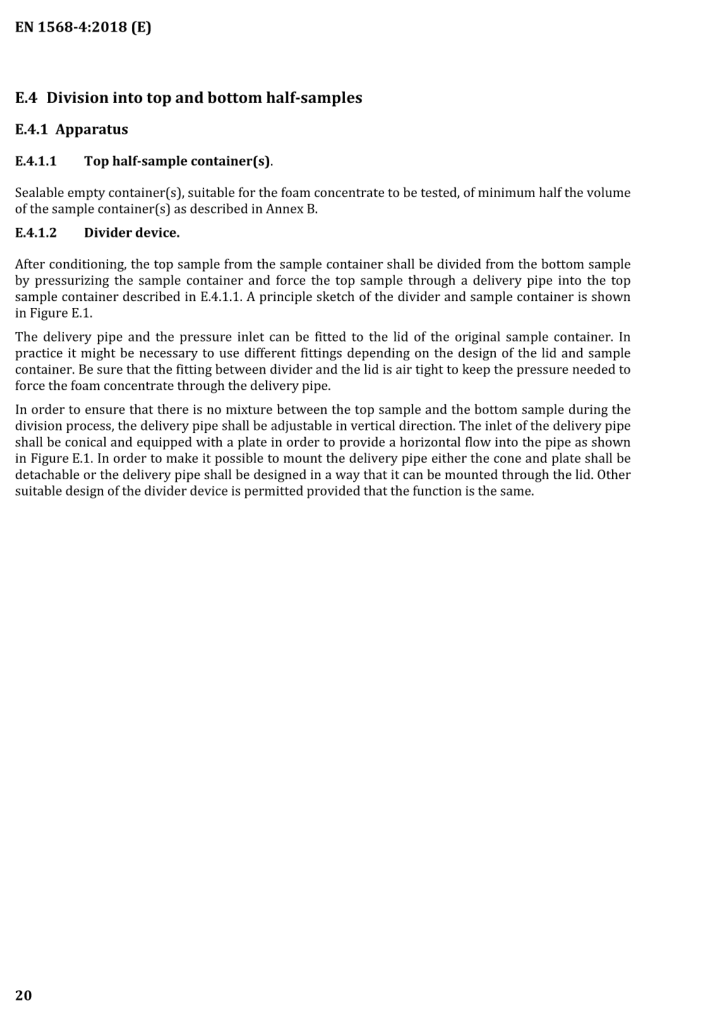 EN 1568-4:2018 (E)
E.4 Division into top and bottom half-samples
E.4.1 Apparatus
E.4.1.1 Top half-sample container(s).
Sealable empty container(s), suitable for the foam concentrate to be tested, of minimum half the volume
of the sample container(s) as described in Annex B.
E.4.1.2 Divider device.
After conditioning, the top sample from the sample container shall be divided from the bottom sample
by pressurizing the sample container and force the top sample through a delivery pipe into the top
sample container described in E.4.1.1. A principle sketch of the divider and sample container is shown
in Figure E.1.
The delivery pipe and the pressure inlet can be fitted to the lid of the original sample container. In
practice it might be necessary to use different fittings depending on the design of the lid and sample
container. Be sure that the fitting between divider and the lid is air tight to keep the pressure needed to
force the foam concentrate through the delivery pipe.
In order to ensure that there is no mixture between the top sample and the bottom sample during the
division process, the delivery pipe shall be adjustable in vertical direction. The inlet of the delivery pipe
shall be conical and equipped with a plate in order to provide a horizontal flow into the pipe as shown
in Figure E.1. In order to make it possible to mount the delivery pipe either the cone and plate shall be
detachable or the delivery pipe shall be designed in a way that it can be mounted through the lid. Other
suitable design of the divider device is permitted provided that the function is the same.
20